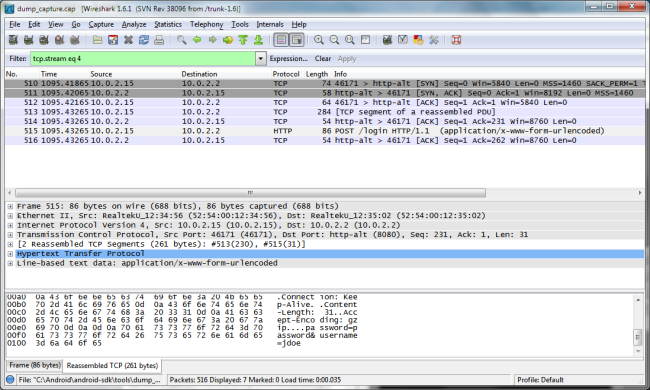 dump_capture.cap [Wireshark 1.6.1 (SVN Rev 38096 from /trunk-1.6)]
File Edit View Go Capture Analyze Statistics Telephony Tools Internals Help
Filter: tcp.stream eq 4 Expression... Clear Apply
No. Time Source Destination Protocol Length Info
510 1095.41865 10.0.2.15 10.0.2.2 TCP 74 46171 > http-alt [SYN] Seq=0 Win=5840 Len=0 MSS=1460 SACK_PERM=1 T
511 1095.42065 10.0.2.2 10.0.2.15 TCP 58 http-alt > 46171 [SYN, ACK] Seq=0 Ack=1 Win=8192 Len=0 MSS=1460
512 1095.42165 10.0.2.15 10.0.2.2 TCP 54 46171 > http-alt [ACK] Seq=1 Ack=1 Win=5840 Len=0
513 1095.43265 10.0.2.15 10.0.2.2 TCP 284 [TCP segment of a reassembled PDU]
514 1095.43265 10.0.2.2 10.0.2.15 TCP 54 http-alt > 46171 [ACK] Seq=1 Ack=231 Win=8760 Len=0
515 1095.43265 10.0.2.15 10.0.2.2 HTTP 86 POST /login HTTP/1.1 (application/x-www-form-urlencoded)
516 1095.43265 10.0.2.2 10.0.2.15 TCP 54 http-alt > 46171 [ACK] Seq=1 Ack=262 Win=8760 Len=0
Frame 515: 86 bytes on wire (688 bits), 86 bytes captured (688 bits)
Ethernet II, Src: RealtekU_12:34:56 (52:54:00:12:34:56), Dst: RealtekU_12:35:02 (52:54:00:12:35:02)
Internet Protocol Version 4, Src: 10.0.2.15 (10.0.2.15), Dst: 10.0.2.2 (10.0.2.2)
Transmission Control Protocol, Src Port: 46171 (46171), Dst Port: http-alt (8080), Seq: 231, Ack: 1, Len: 31
[2 Reassembled TCP Segments (261 bytes): #513(230), #515(31)]
Hypertext Transfer Protocol
Line-based text data: application/x-www-form-urlencoded
00a0 0a 43 6f 6e 6e 65 63 74 69 6f 6e 3a 20 4b 65 65 .Connect ion: Kee
00b0 70 2d 41 6c 69 76 65 0d 0a 43 6f 6e 74 65 6e 74 p-Alive. .Content
00c0 2d 4c 65 6e 67 74 68 3a 20 33 31 0d 0a 41 63 63 -Length: 31..Acc
00d0 65 70 74 2d 45 6e 63 6f 64 69 6e 67 3a 20 67 7a ept-Enco ding: gz
00e0 69 70 0d 0a 0d 0a 70 61 73 73 77 6f 72 64 3d 70 ip....pa ssword=p
00f0 61 73 73 77 6f 72 64 26 75 73 65 72 6e 61 6d 65 assword& username
0100 3d 6a 64 6f 65 =jdoe
Frame (86 bytes) Reassembled TCP (261 bytes)
File: "C:\Android\android-sdk\tools\dump_... Packets: 516 Displayed: 7 Marked: 0 Load time: 0:00.035 Profile: Default